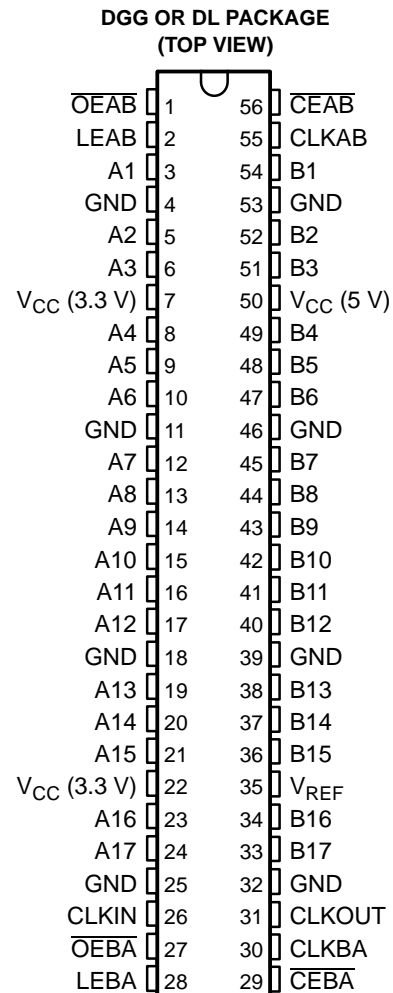 DGG OR DL PACKAGE
(TOP VIEW)
O̅E̅A̅B̅ 1 56 C̅E̅A̅B̅
LEAB 2 55 CLKAB
A1 3 54 B1
GND 4 53 GND
A2 5 52 B2
A3 6 51 B3
VCC (3.3 V) 7 50 VCC (5 V)
A4 8 49 B4
A5 9 48 B5
A6 10 47 B6
GND 11 46 GND
A7 12 45 B7
A8 13 44 B8
A9 14 43 B9
A10 15 42 B10
A11 16 41 B11
A12 17 40 B12
GND 18 39 GND
A13 19 38 B13
A14 20 37 B14
A15 21 36 B15
VCC (3.3 V) 22 35 VREF
A16 23 34 B16
A17 24 33 B17
GND 25 32 GND
CLKIN 26 31 CLKOUT
O̅E̅B̅A̅ 27 30 CLKBA
LEBA 28 29 C̅E̅B̅A̅